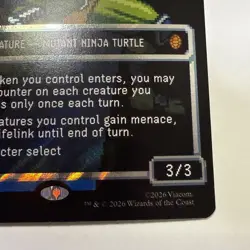 MUTANT NINJA TURTLE
ken you control enters, you may
ounter on each creature you
s only once each turn.
eatures you control gain menace,
ifelink until end of turn.
cter select
3/3
©2026 Viacom.
™ & © 2026 Wizards of the Coast